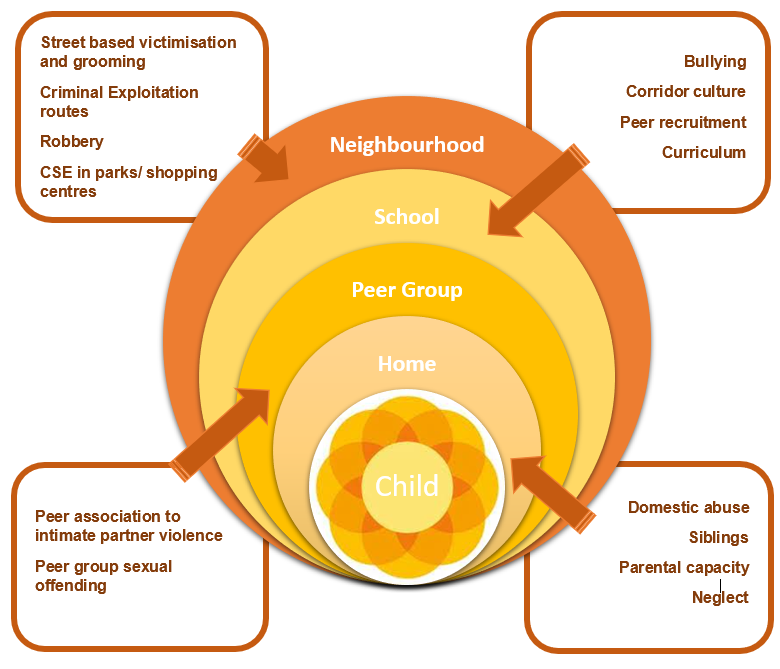 Street based victimisation
and grooming
Criminal Exploitation
routes
Robbery
CSE in parks/ shopping
centres
Bullying
Corridor culture
Peer recruitment
Curriculum
Neighbourhood
School
Peer Group
Home
Child
Peer association to
intimate partner violence
Peer group sexual
offending
Domestic abuse
Siblings
Parental capacity
Neglect